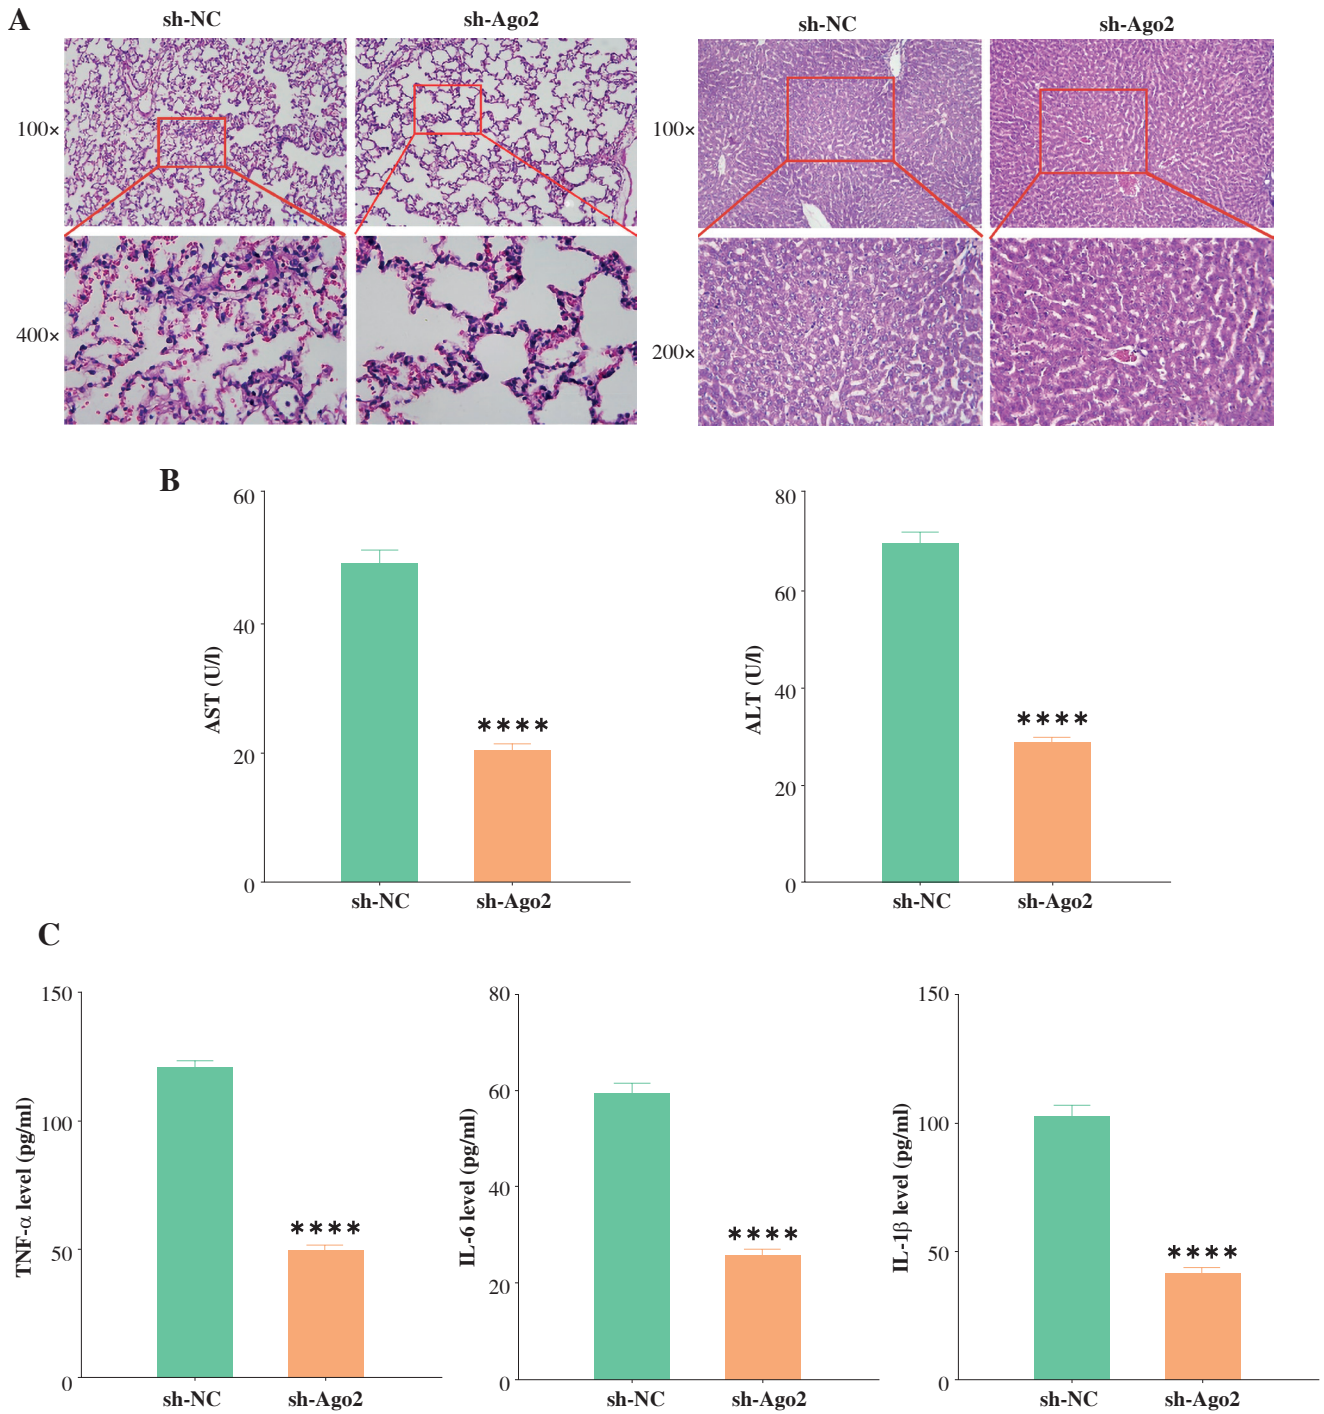 A
sh-NC
sh-Ago2
sh-NC
sh-Ago2
100×
400×
100×
200×
B
AST (U/l)
60
40
20
0
****
sh-NC
sh-Ago2
ALT (U/l)
80
60
40
20
0
****
sh-NC
sh-Ago2
C
TNF-α level (pg/ml)
150
100
50
0
****
sh-NC
sh-Ago2
IL-6 level (pg/ml)
80
60
40
20
0
****
sh-NC
sh-Ago2
IL-1β level (pg/ml)
150
100
50
0
****
sh-NC
sh-Ago2